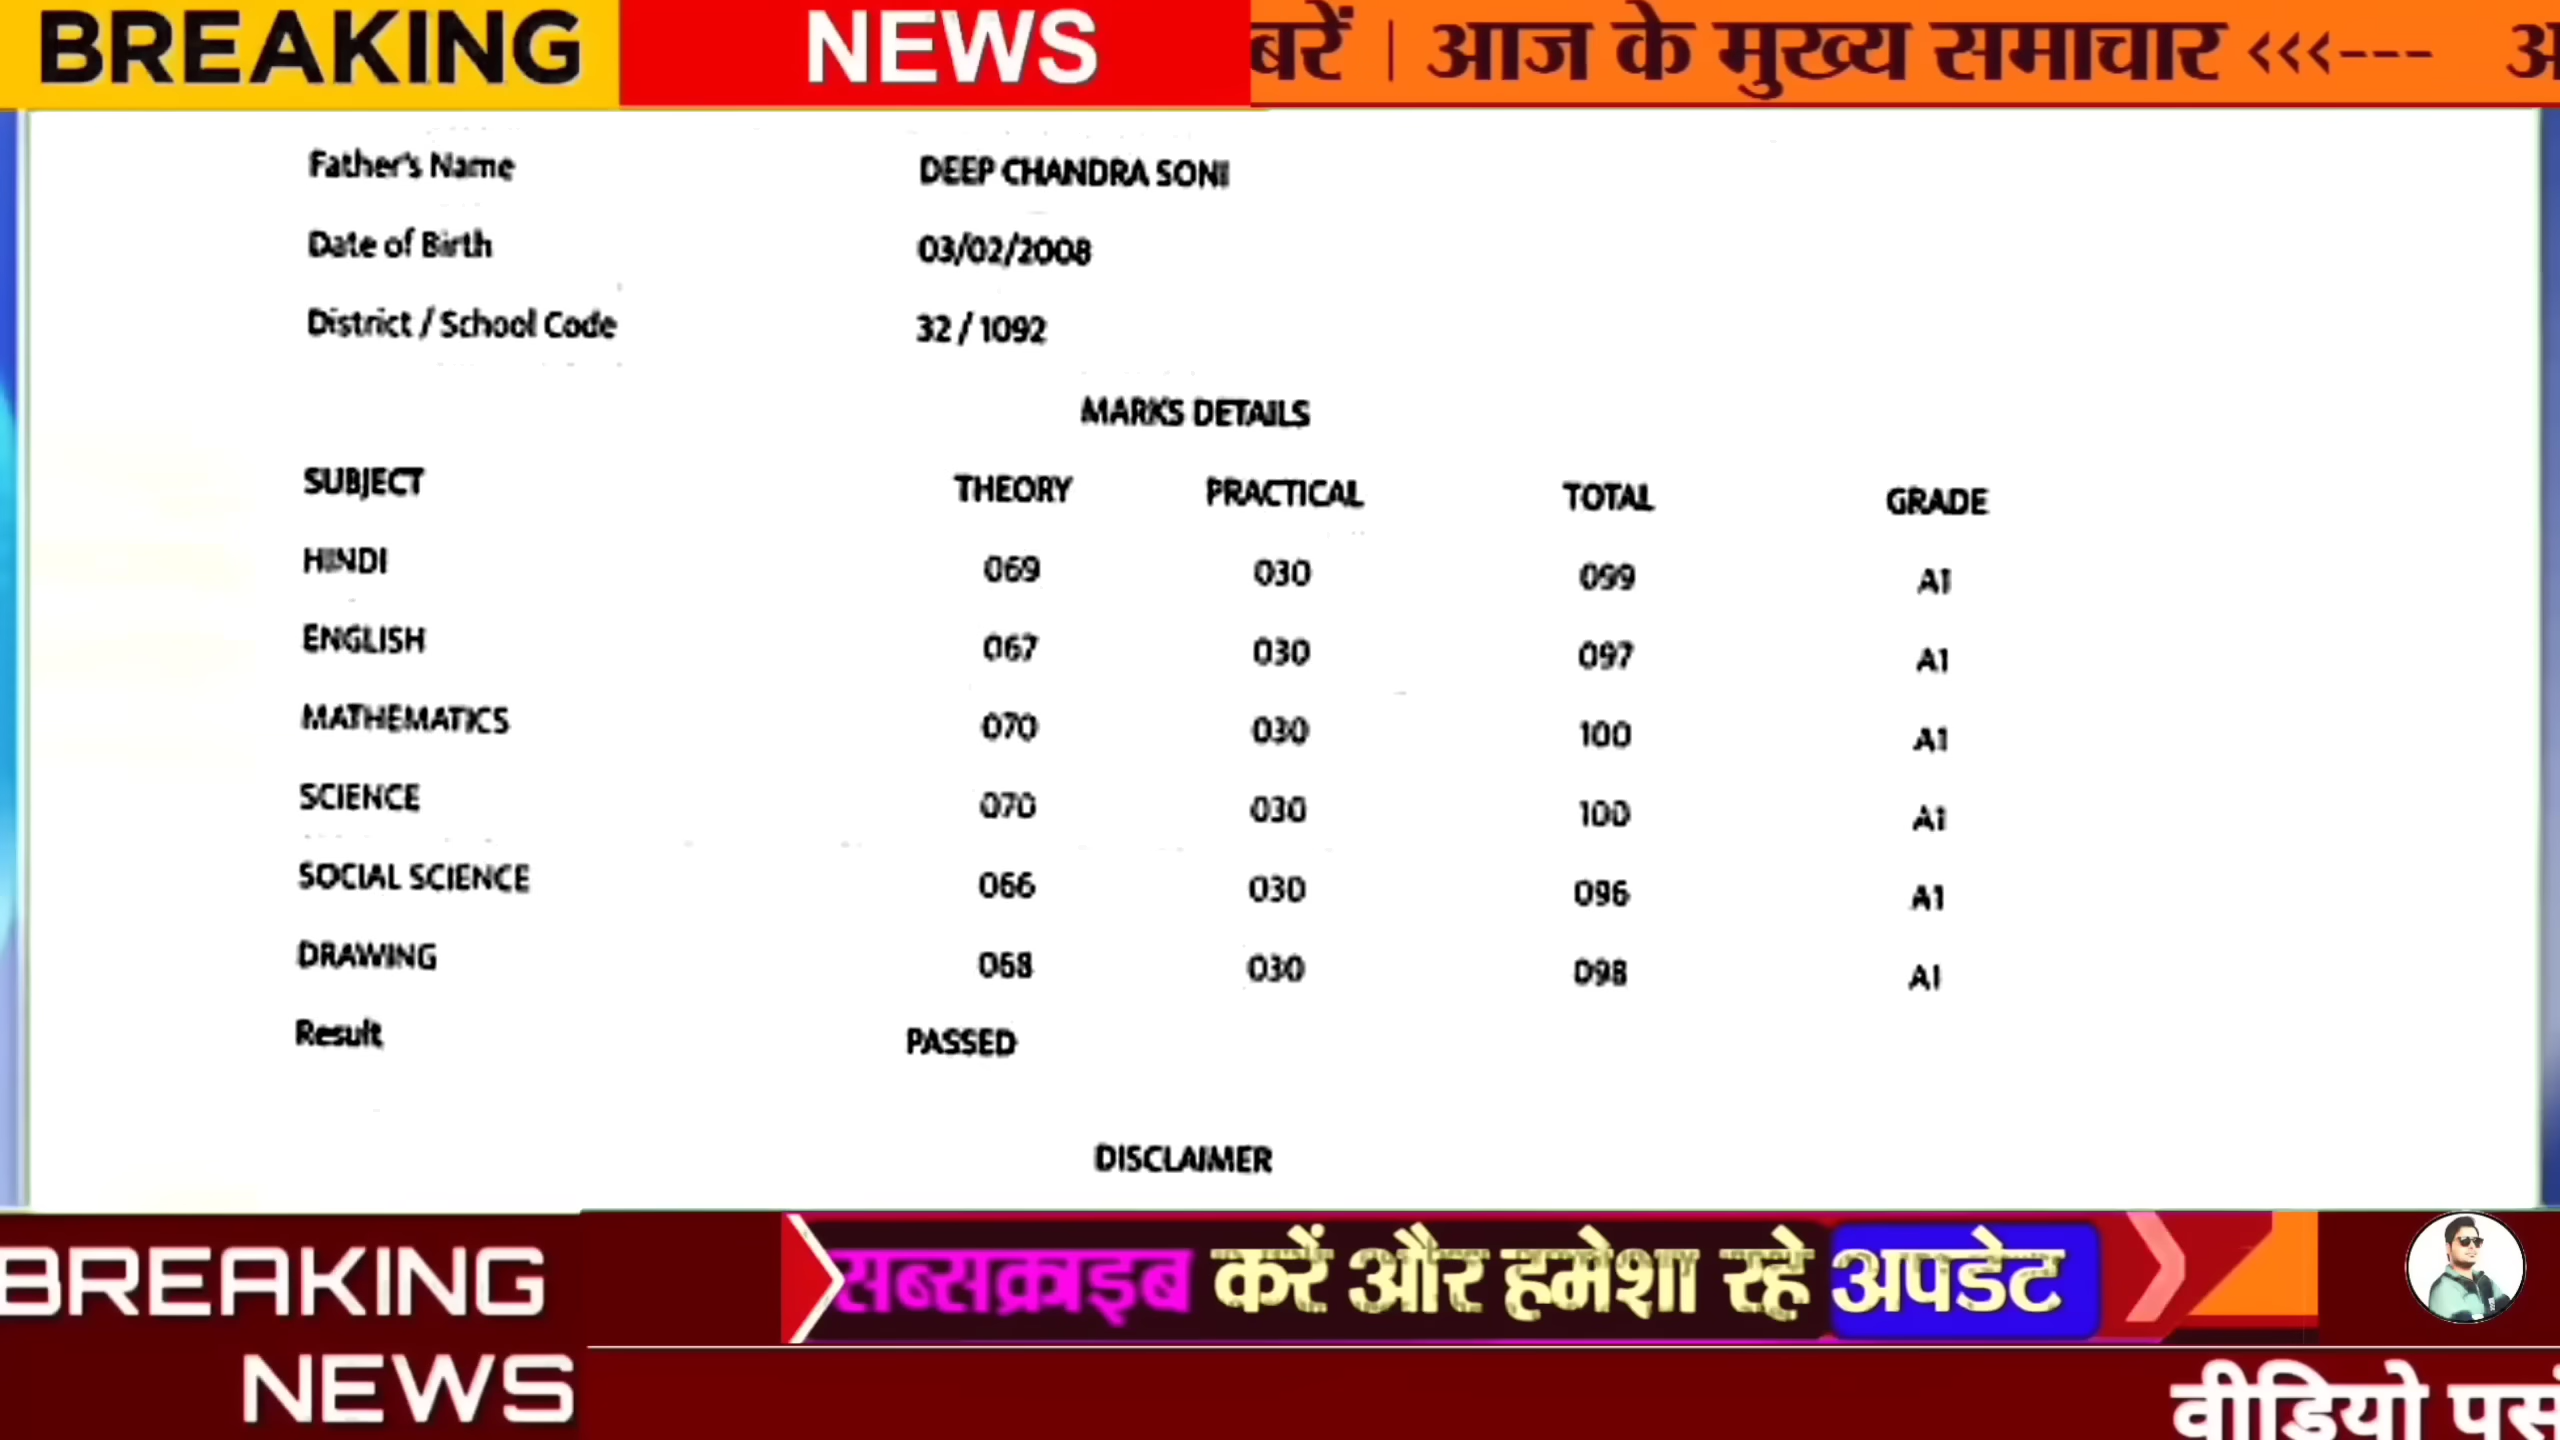 BREAKING NEWS बरें | आज के मुख्य समाचार <<<---
Father's Name DEEP CHANDRA SONI
Date of Birth 03/02/2008
District / School Code 32 / 1092
MARKS DETAILS
SUBJECT THEORY PRACTICAL TOTAL GRADE
HINDI 069 030 099 A1
ENGLISH 067 030 097 A1
MATHEMATICS 070 030 100 A1
SCIENCE 070 030 100 A1
SOCIAL SCIENCE 066 030 096 A1
DRAWING 068 030 098 A1
Result PASSED
DISCLAIMER
BREAKING NEWS
सब्सक्राइब करें और हमेशा रहे अपडेट
वीडियो